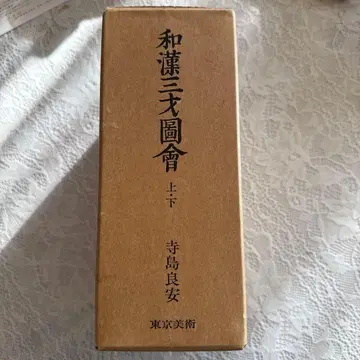 和漢三才圖會
上・下
寺島良安
東京美術